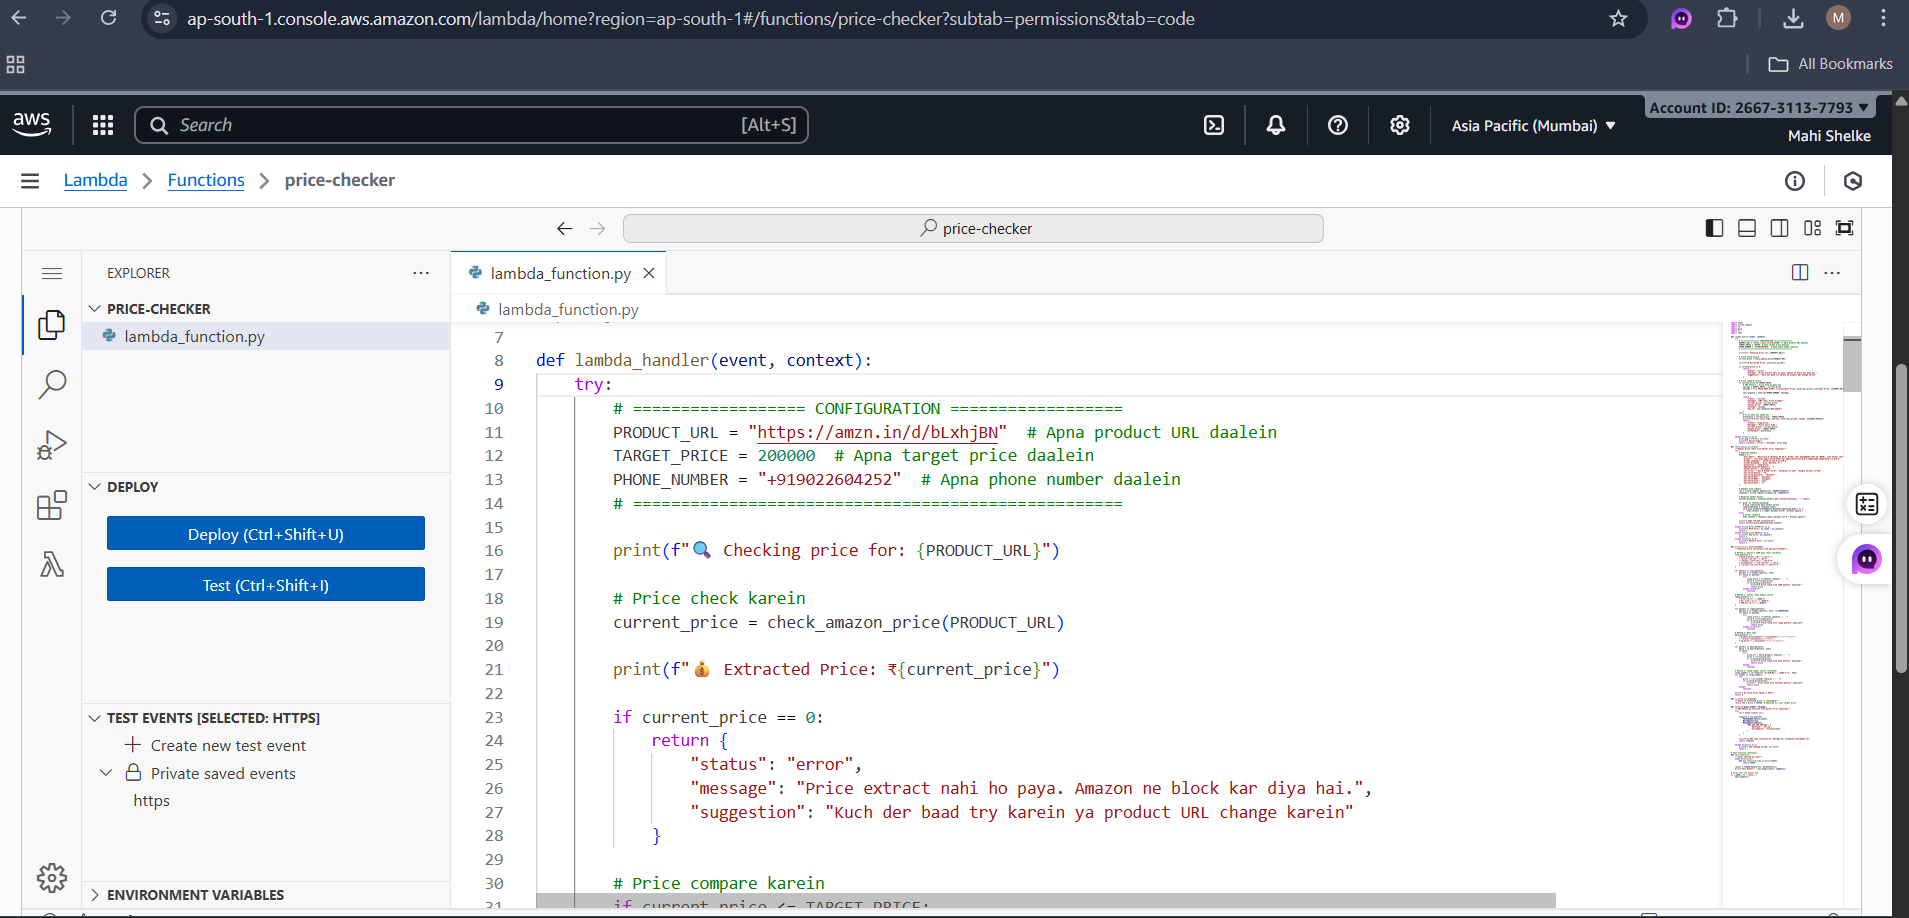 ap-south-1.console.aws.amazon.com/lambda/home?region=ap-south-1#/functions/price-checker?subtab=permissions&tab=code
M
All Bookmarks
aws
Search
[Alt+S]
Asia Pacific (Mumbai) ▼
Account ID: 2667-3113-7793 ▼
Mahi Shelke
Lambda > Functions > price-checker
price-checker
EXPLORER
PRICE-CHECKER
lambda_function.py
DEPLOY
Deploy (Ctrl+Shift+U)
Test (Ctrl+Shift+I)
TEST EVENTS [SELECTED: HTTPS]
Create new test event
Private saved events
https
ENVIRONMENT VARIABLES
lambda_function.py
lambda_function.py
7
8 def lambda_handler(event, context):
9 try:
10 # ================== CONFIGURATION ==================
11 PRODUCT_URL = "https://amzn.in/d/bLxhjBN"  # Apna product URL daalein
12 TARGET_PRICE = 200000  # Apna target price daalein
13 PHONE_NUMBER = "+919022604252"  # Apna phone number daalein
14 # ===================================================
15
16 print(f"🔍 Checking price for: {PRODUCT_URL}")
17
18 # Price check karein
19 current_price = check_amazon_price(PRODUCT_URL)
20
21 print(f"💰 Extracted Price: ₹{current_price}")
22
23 if current_price == 0:
24 return {
25 "status": "error",
26 "message": "Price extract nahi ho paya. Amazon ne block kar diya hai.",
27 "suggestion": "Kuch der baad try karein ya product URL change karein"
28 }
29
30 # Price compare karein
31 if current_price <= TARGET_PRICE: